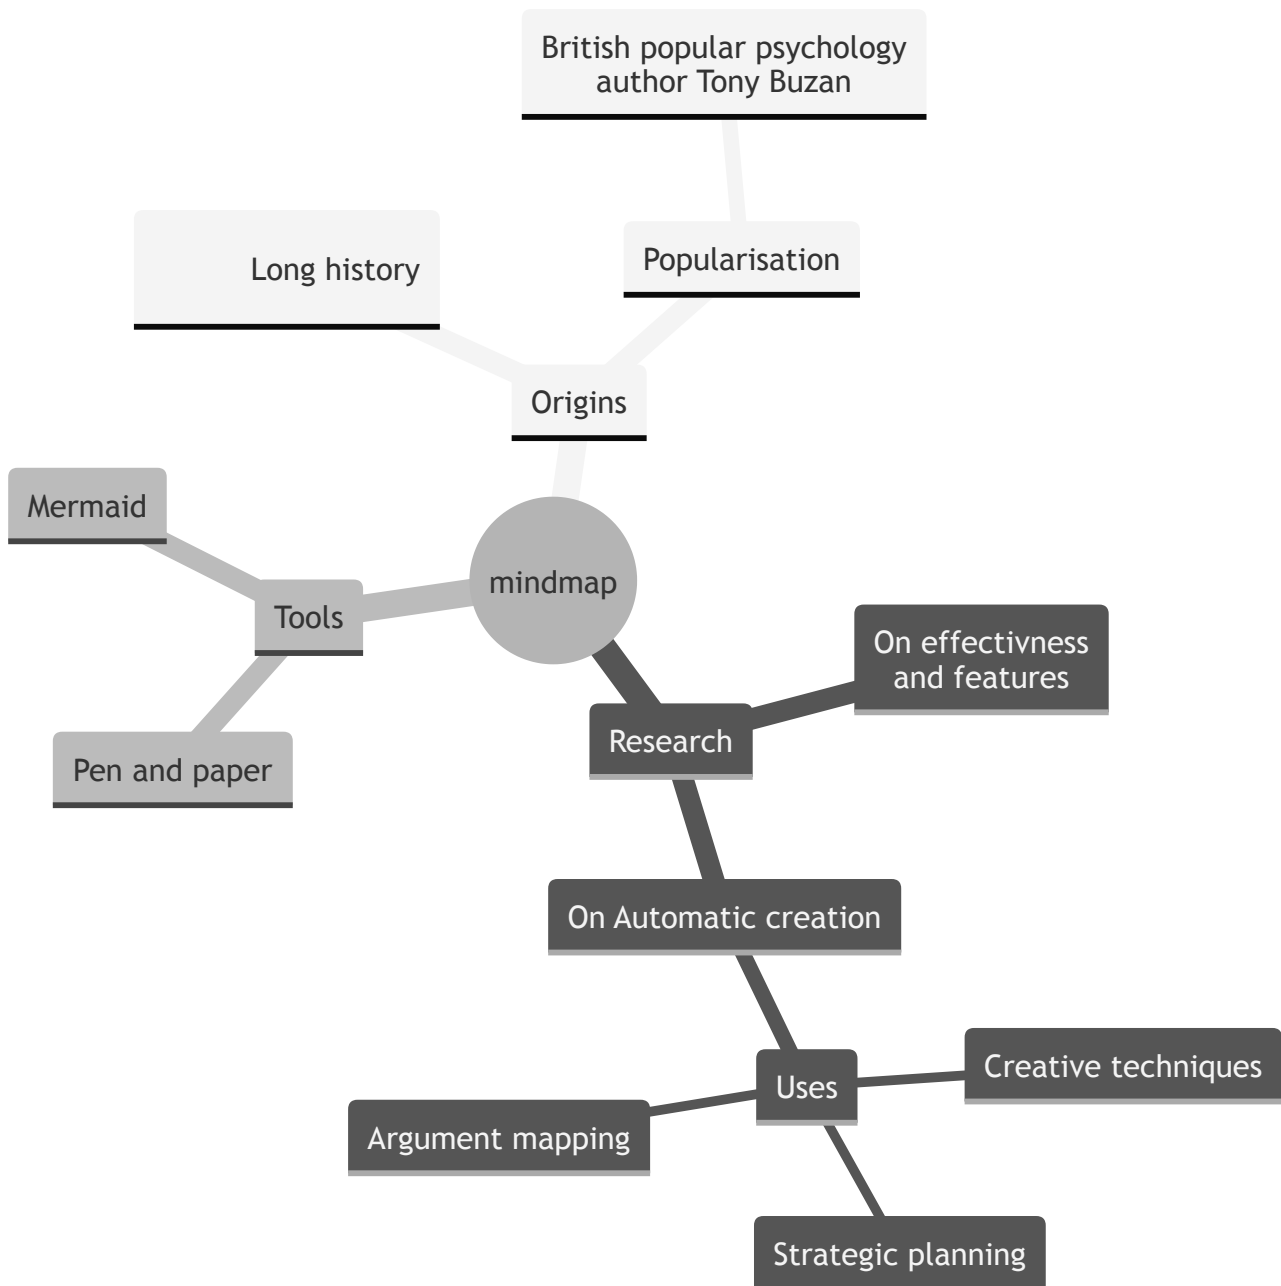 British popular psychology
author Tony Buzan
Long history
Popularisation
Origins
Mermaid
mindmap
Tools
On effectivness
and features
Research
Pen and paper
On Automatic creation
Creative techniques
Uses
Argument mapping
Strategic planning